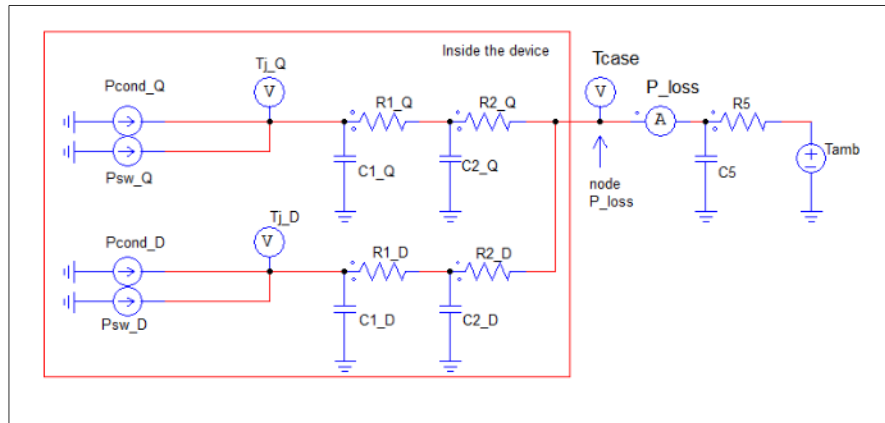 Inside the device
Tcase
Tj_Q
V
V
P_loss
Pcond_Q
R1_Q
R2_Q
R5
A
Tamb
Psw_Q
C1_Q
C2_Q
C5
node
P_loss
Tj_D
V
Pcond_D
R1_D
R2_D
Psw_D
C1_D
C2_D